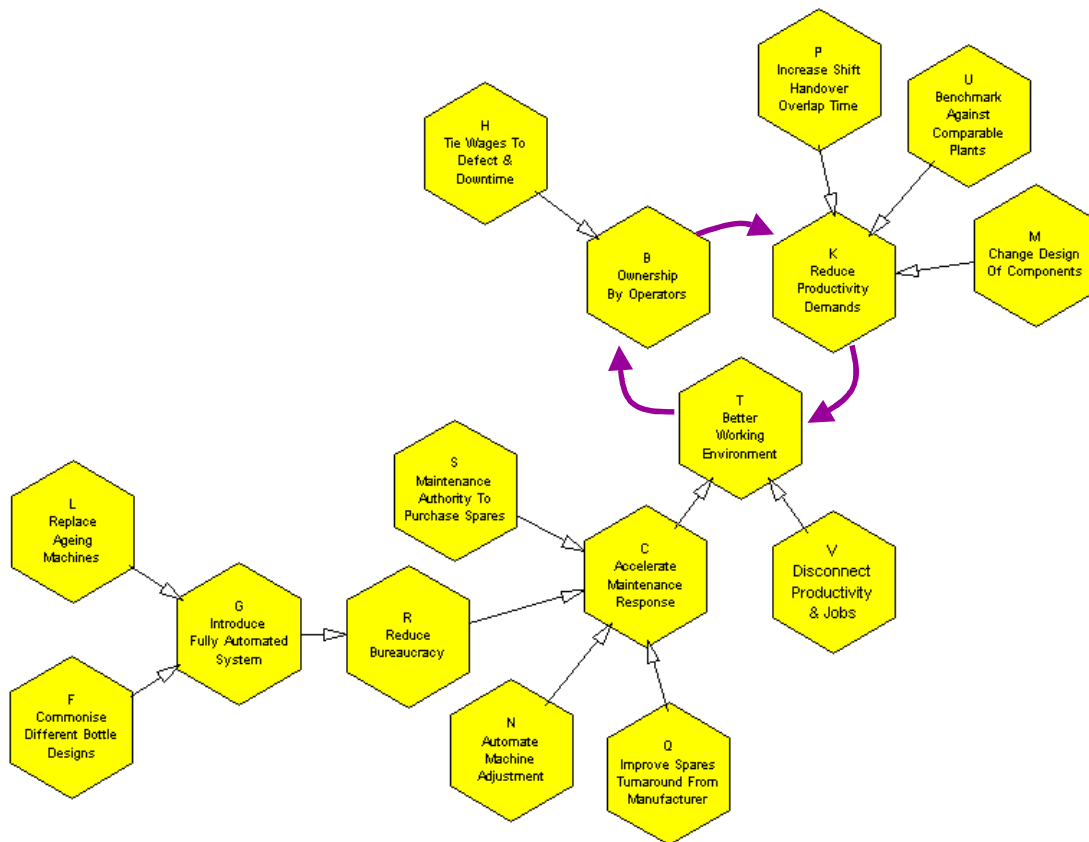 P
Increase Shift
Handover
Overlap Time
U
Benchmark
Against
Comparable
Plants
H
Tie Wages To
Defect &
Downtime
M
Change Design
Of Components
B
Ownership
By Operators
K
Reduce
Productivity
Demands
T
Better
Working
Environment
S
Maintenance
Authority To
Purchase Spares
L
Replace
Ageing
Machines
C
Accelerate
Maintenance
Response
V
Disconnect
Productivity
& Jobs
G
Introduce
Fully Automated
System
R
Reduce
Bureaucracy
F
Commonise
Different Bottle
Designs
N
Automate
Machine
Adjustment
Q
Improve Spares
Turnaround From
Manufacturer